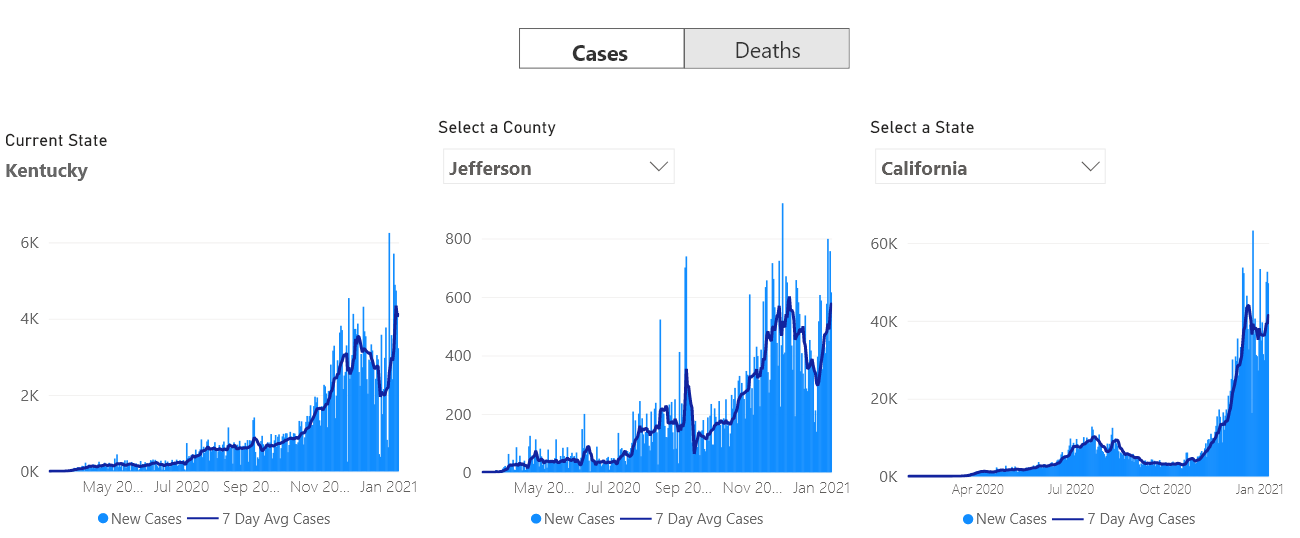 Cases
Deaths
Current State
Kentucky
Select a County
Jefferson
Select a State
California
6K
4K
2K
0K
May 20...
Jul 2020
Sep 20...
Nov 20...
Jan 2021
New Cases
7 Day Avg Cases
800
600
400
200
0
May 20...
Jul 2020
Sep 20...
Nov 20...
Jan 2021
New Cases
7 Day Avg Cases
60K
40K
20K
0K
Apr 2020
Jul 2020
Oct 2020
Jan 2021
New Cases
7 Day Avg Cases